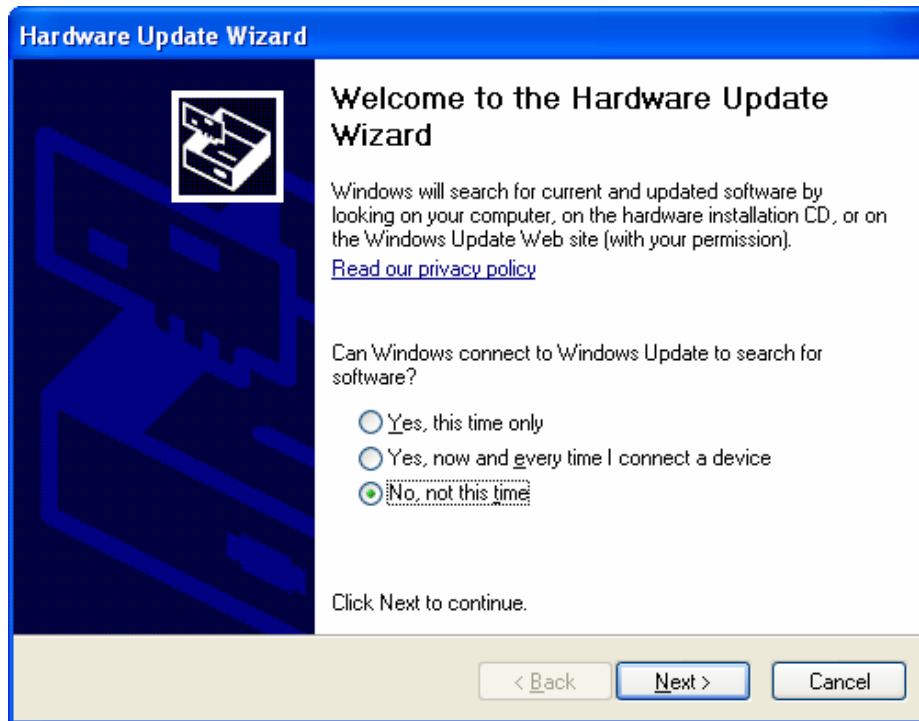 Hardware Update Wizard
Welcome to the Hardware Update
Wizard
Windows will search for current and updated software by
looking on your computer, on the hardware installation CD, or on
the Windows Update Web site (with your permission).
Read our privacy policy
Can Windows connect to Windows Update to search for
software?
Yes, this time only
Yes, now and every time I connect a device
No, not this time
Click Next to continue.
< Back Next > Cancel